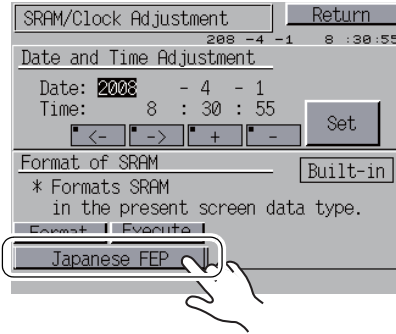 SRAM/Clock Adjustment Return
208 -4 -1 8 :30:55
Date and Time Adjustment
Date: 2008 - 4 - 1
Time: 8 : 30 : 55
<- -> + - Set
Format of SRAM Built-in
* Formats SRAM
in the present screen data type.
Format Execute
Japanese FEP